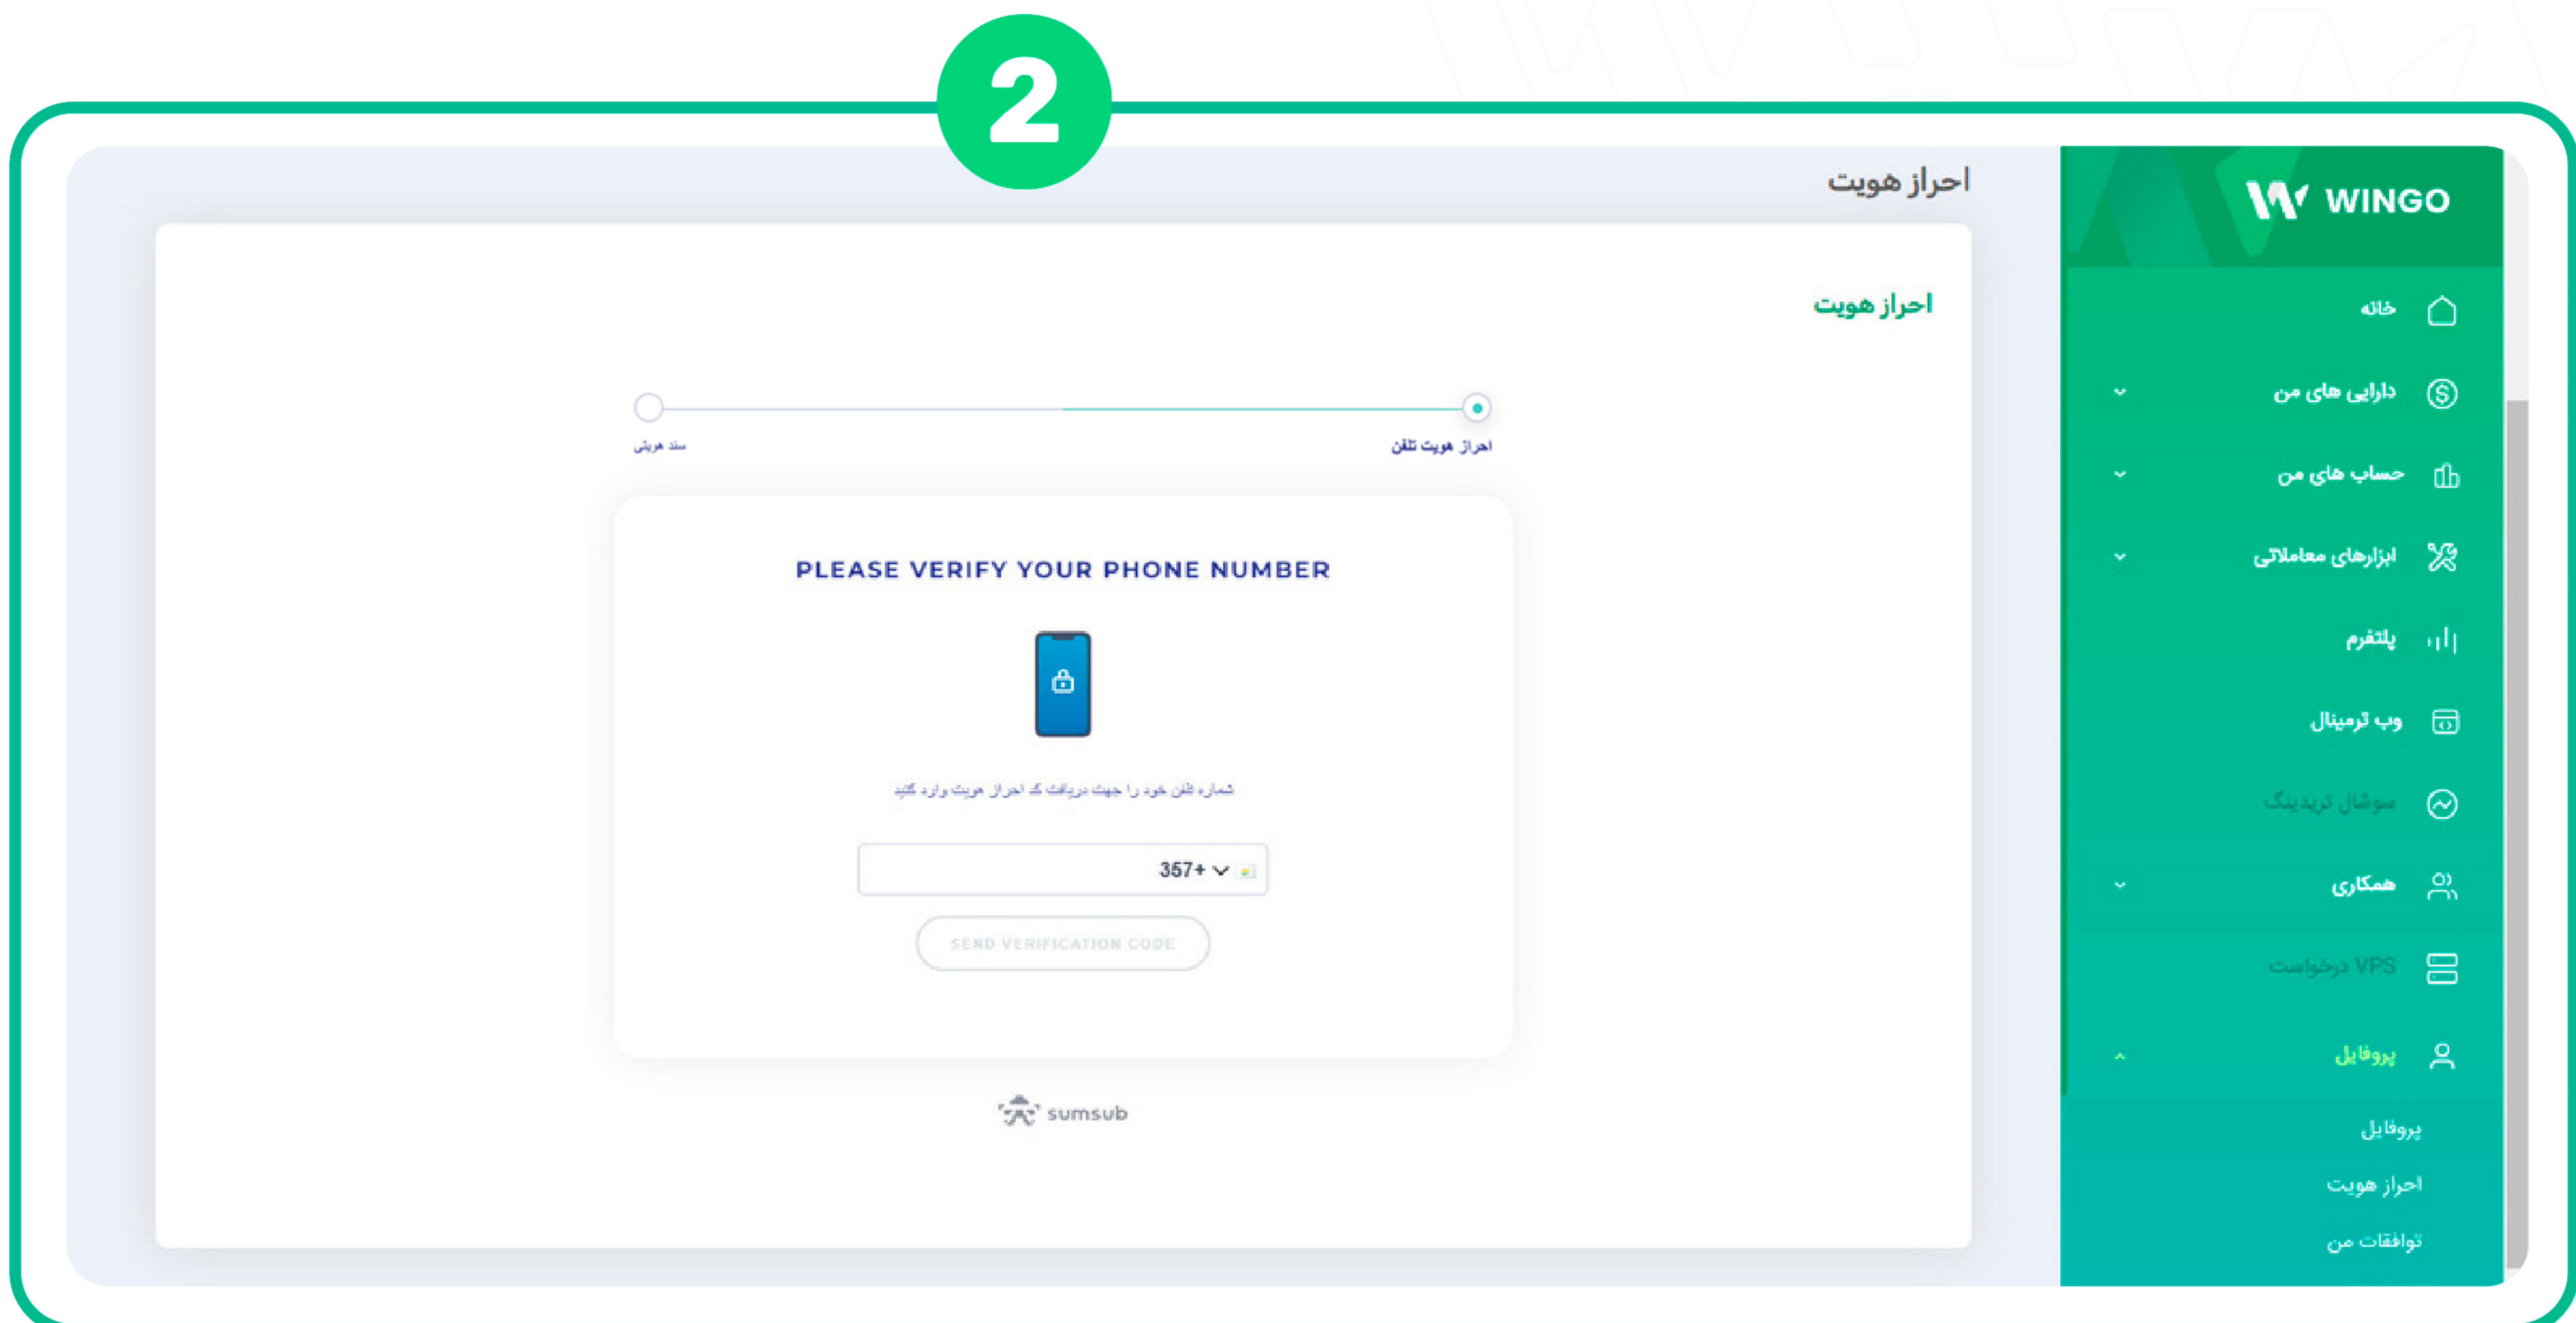 2
WINGO
خانه
دارایی های من
حساب های من
ابزارهای معاملاتی
پلتفرم
وب ترمینال
سوشال تریدینگ
همکاری
VPS درخواست
پروفایل
پروفایل
احراز هویت
توافقات من
احراز هویت
احراز هویت
احراز هویت تلفن
سند هویتی
PLEASE VERIFY YOUR PHONE NUMBER
شماره تلفن خود را جهت دریافت کد احراز هویت وارد کنید
357+
SEND VERIFICATION CODE
sumsub